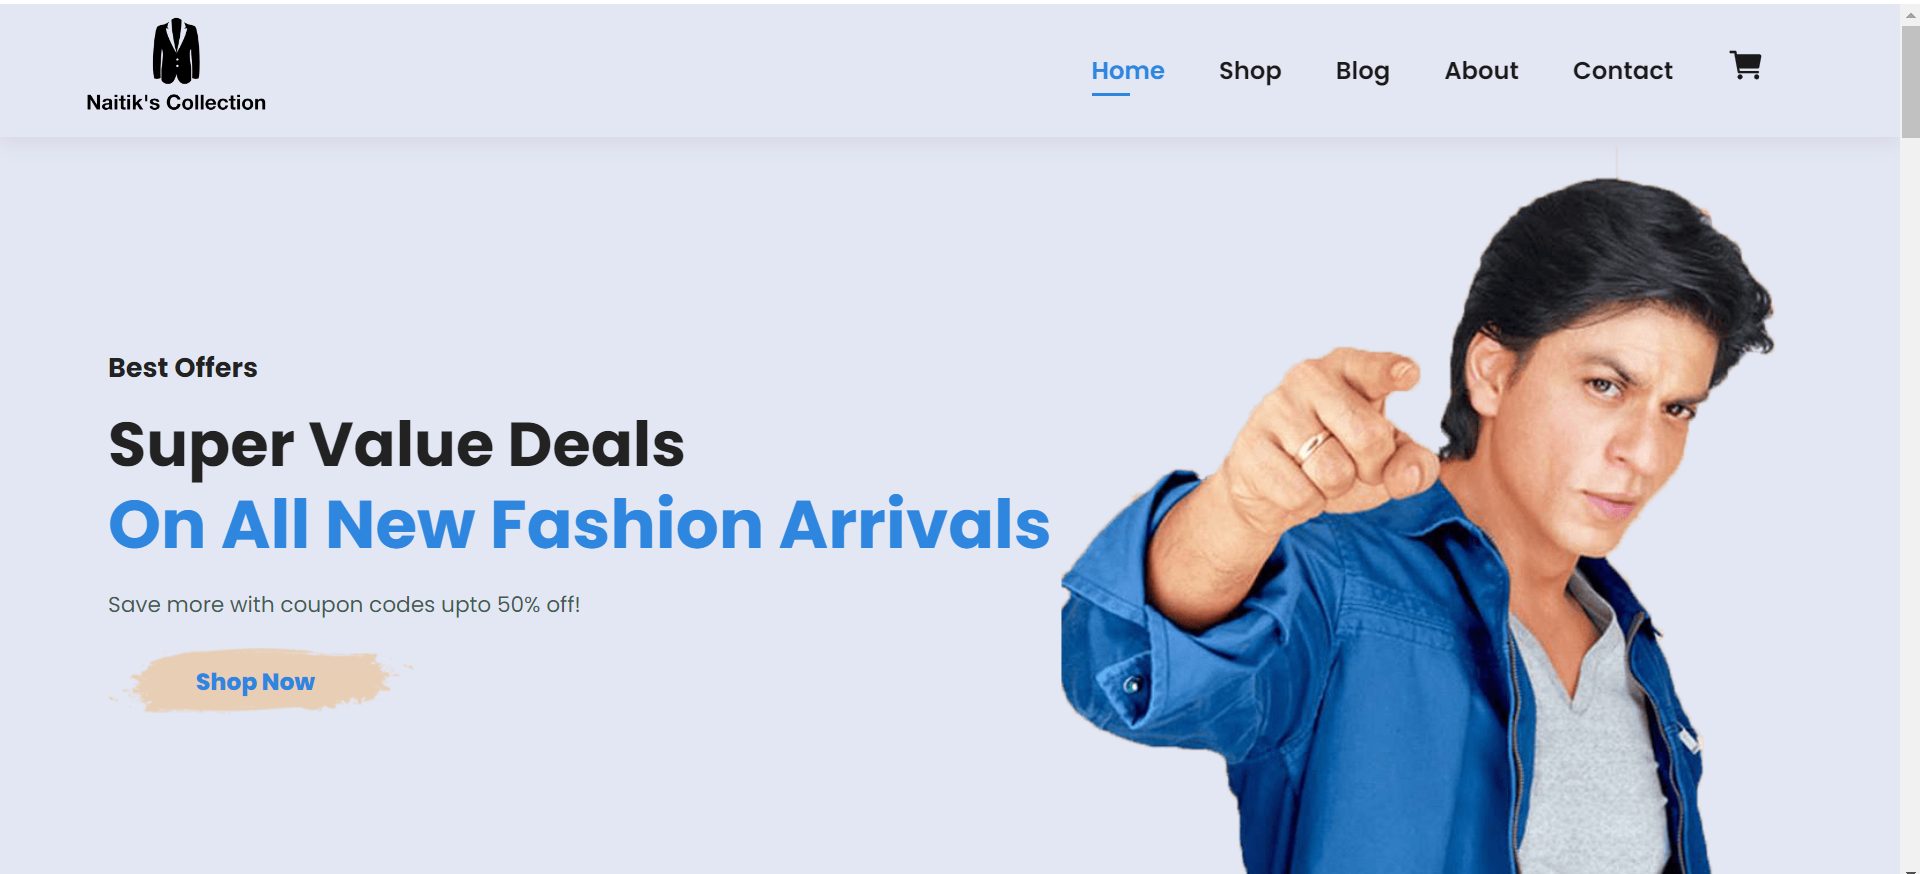 Naitik's Collection
Home Shop Blog About Contact
Best Offers
Super Value Deals
On All New Fashion Arrivals
Save more with coupon codes upto 50% off!
Shop Now